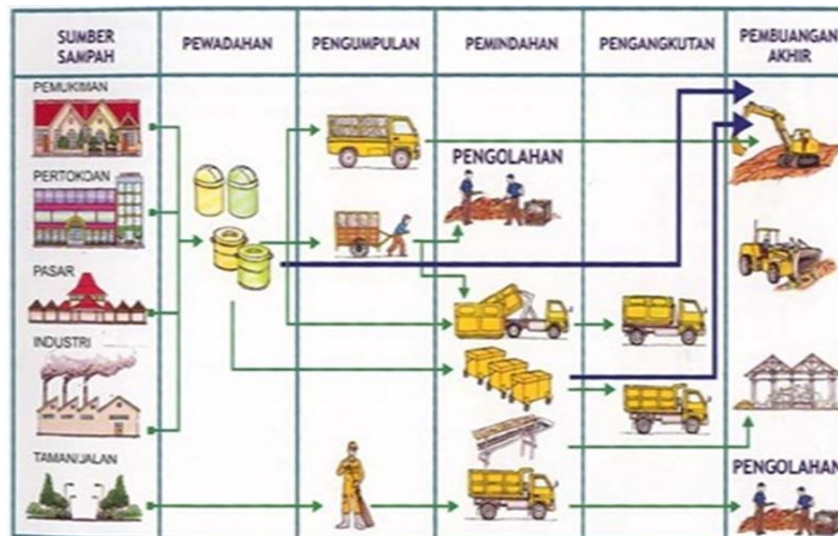 SUMBER
SAMPAH
PEWADAHAN
PENGUMPULAN
PEMINDAHAN
PENGANGKUTAN
PEMBUANGAN
AKHIR
PEMUKIMAN
PERTOKOAN
PASAR
INDUSTRI
TAMAN/JALAN
PENGOLAHAN
PENGOLAHAN